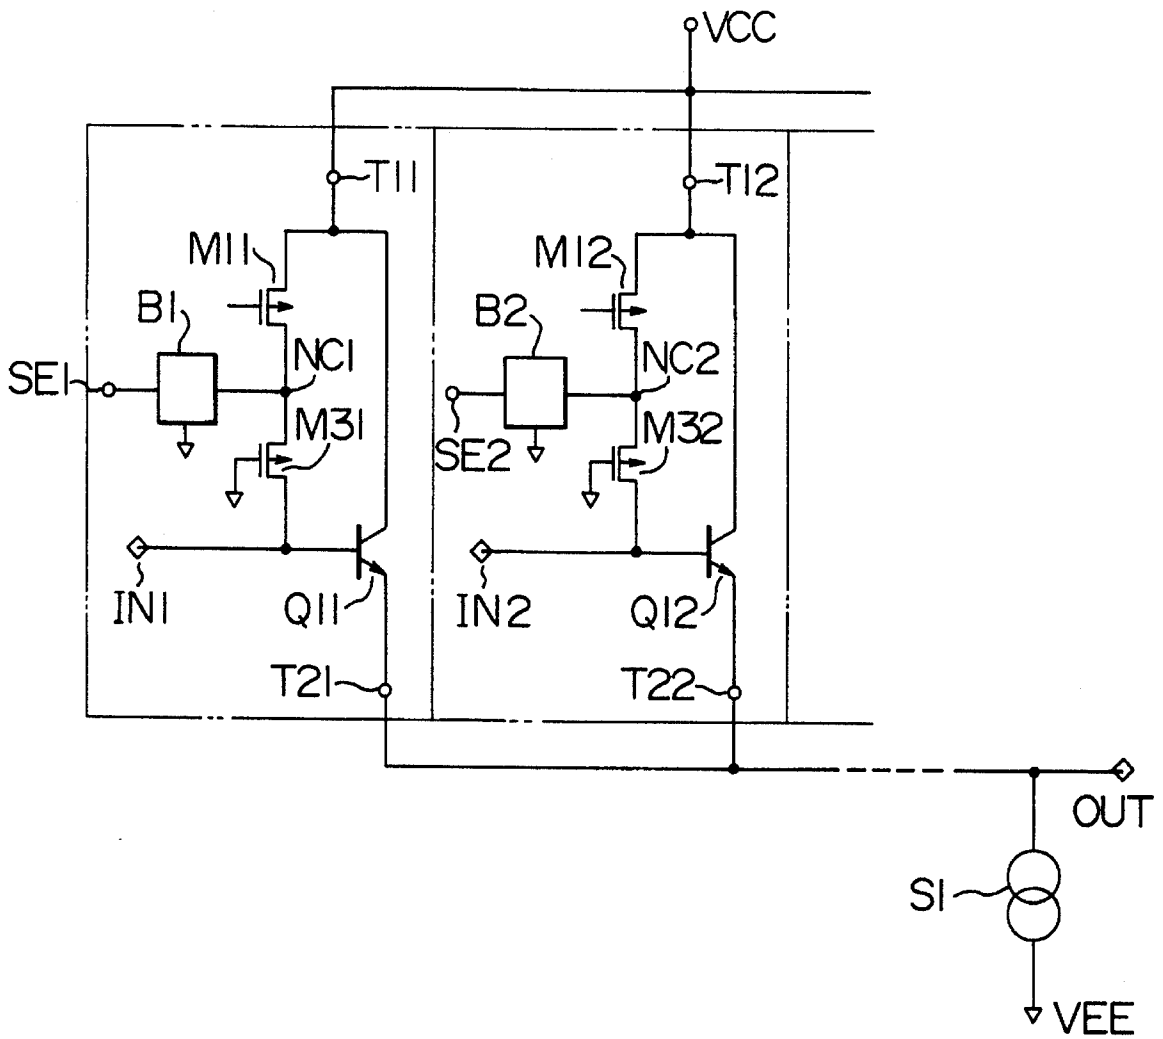 VCC
T11
T12
M11
M12
B1
B2
NC1
NC2
SE1
M31
SE2
M32
IN1
Q11
IN2
Q12
T21
T22
OUT
S1
VEE